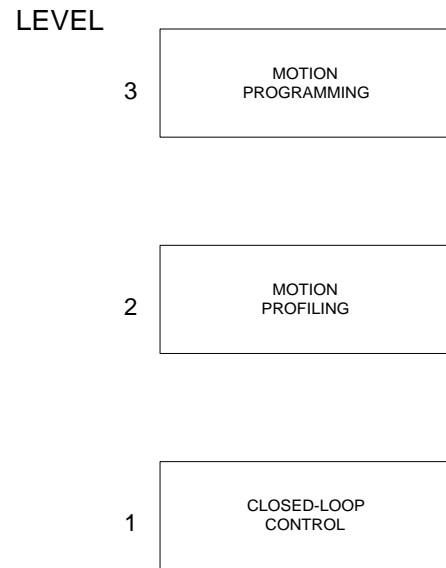 LEVEL
3
MOTION
PROGRAMMING
2
MOTION
PROFILING
1
CLOSED-LOOP
CONTROL